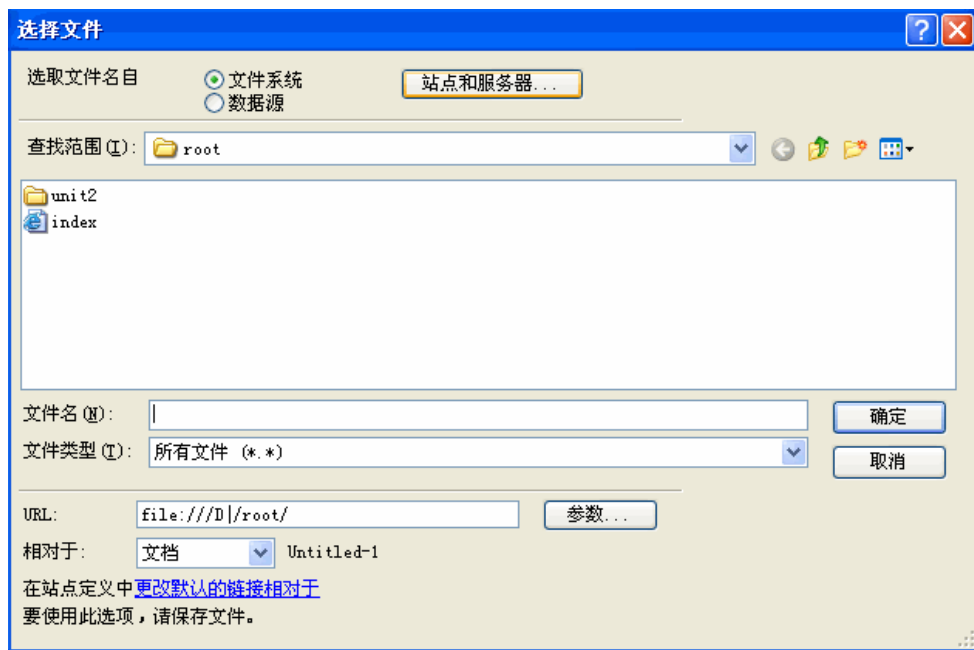 选择文件
选取文件名自
文件系统
站点和服务器...
数据源
查找范围(I):
root
unit2
index
文件名(N):
确定
文件类型(T):
所有文件 (*.*)
取消
URL:
file:///D|/root/
参数...
相对于:
文档
Untitled-1
在站点定义中更改默认的链接相对于
要使用此选项，请保存文件。